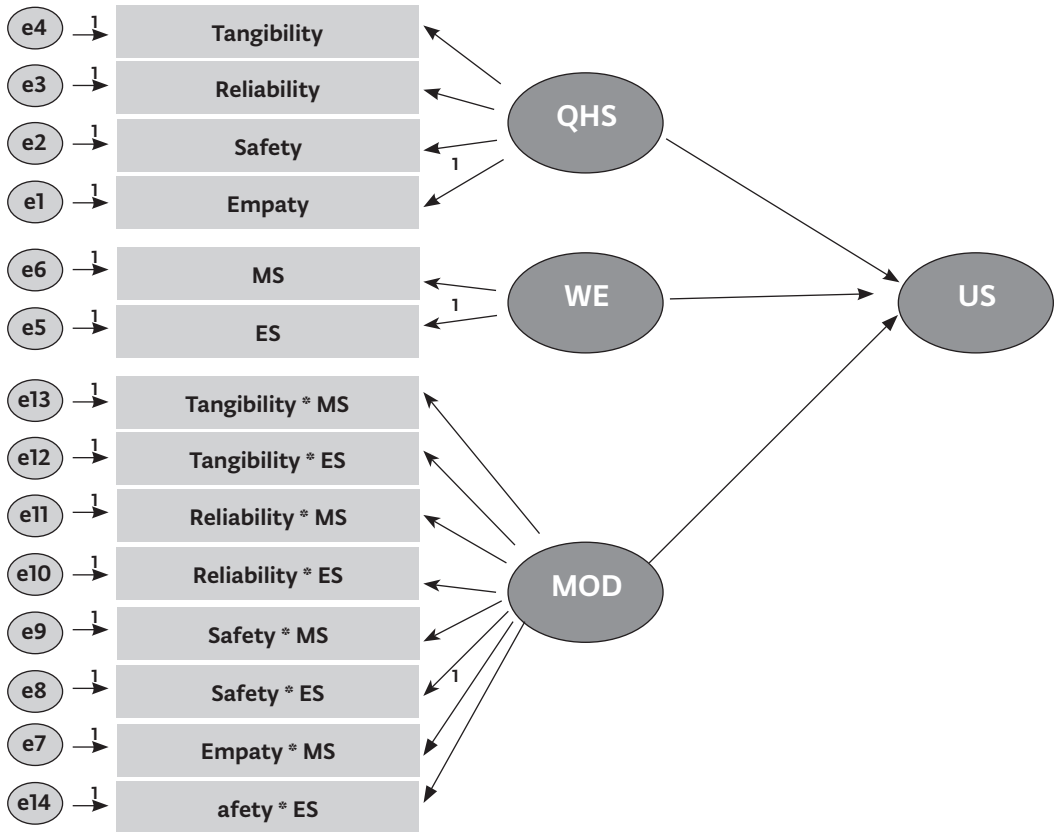 e4 1 Tangibility
e3 1 Reliability
e2 1 Safety
e1 1 Empaty
1
QHS
e6 1 MS
e5 1 ES
1
WE
US
e13 1 Tangibility * MS
e12 1 Tangibility * ES
e11 1 Reliability * MS
e10 1 Reliability * ES
e9 1 Safety * MS
e8 1 Safety * ES
e7 1 Empaty * MS
e14 1 afety * ES
1
MOD